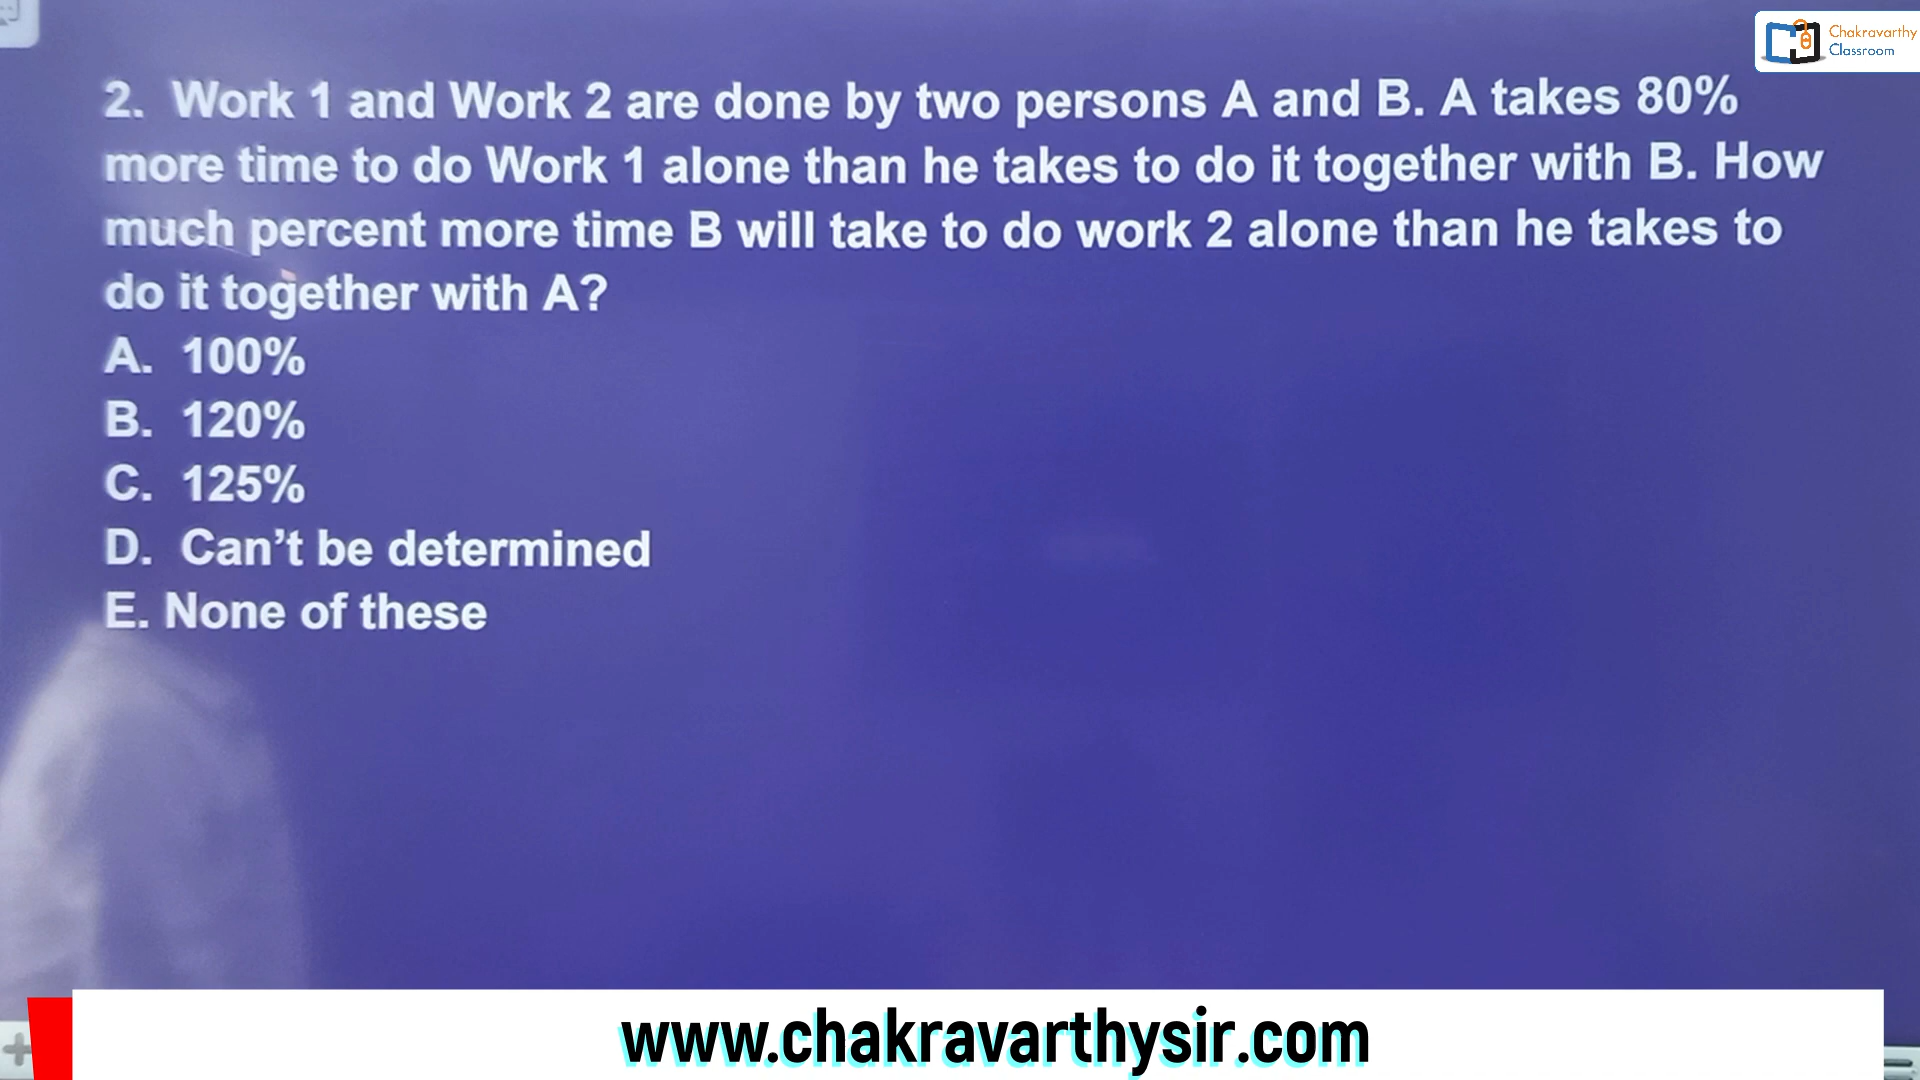 Chakravarthy
Classroom
2. Work 1 and Work 2 are done by two persons A and B. A takes 80%
more time to do Work 1 alone than he takes to do it together with B. How
much percent more time B will take to do work 2 alone than he takes to
do it together with A?
A. 100%
B. 120%
C. 125%
D. Can’t be determined
E. None of these
www.chakravarthysir.com